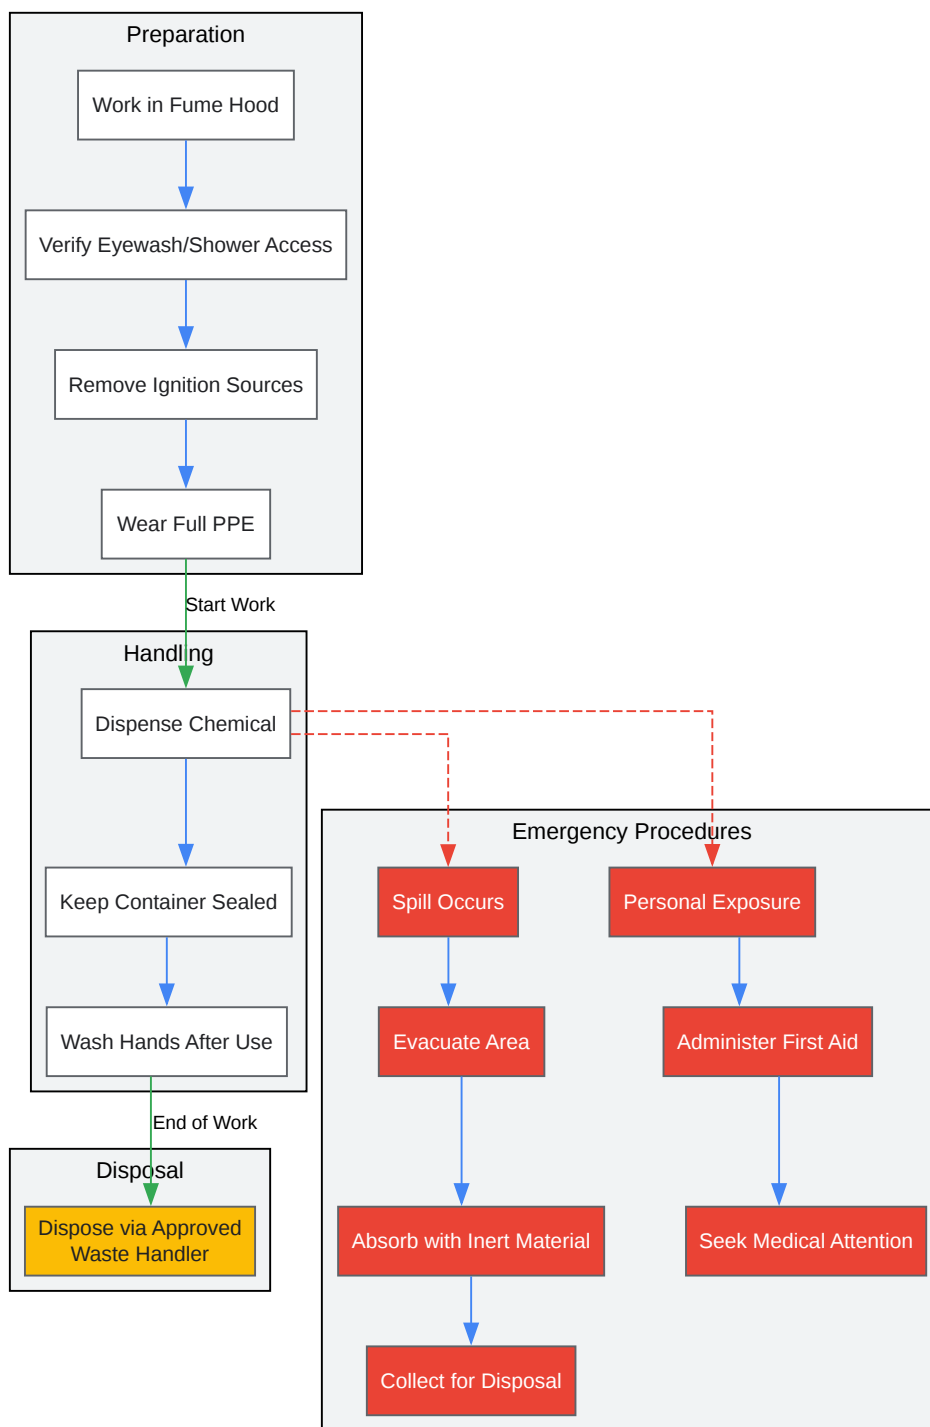 Preparation
Work in Fume Hood
Verify Eyewash/Shower Access
Remove Ignition Sources
Wear Full PPE
Start Work
Handling
Dispense Chemical
Keep Container Sealed
Wash Hands After Use
End of Work
Disposal
Dispose via Approved
Waste Handler
Emergency Procedures
Spill Occurs
Evacuate Area
Absorb with Inert Material
Collect for Disposal
Personal Exposure
Administer First Aid
Seek Medical Attention